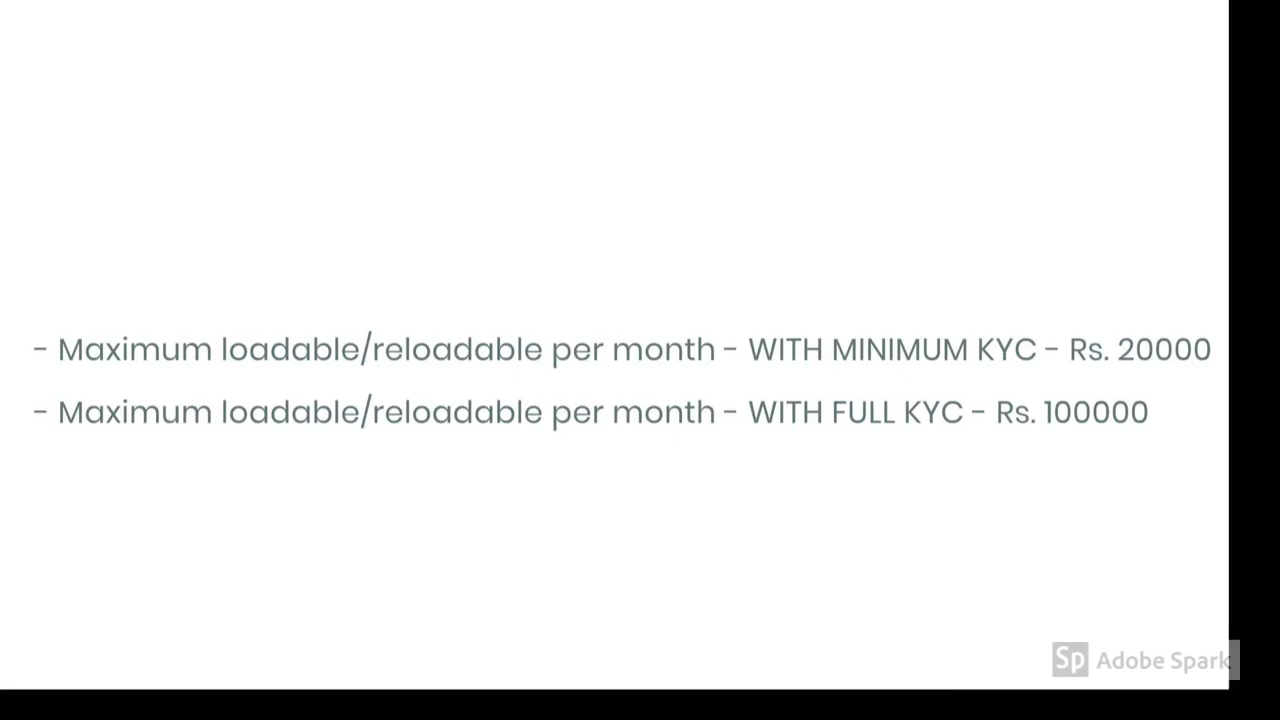 - Maximum loadable/reloadable per month - WITH MINIMUM KYC - Rs. 20000
- Maximum loadable/reloadable per month - WITH FULL KYC - Rs. 100000
Sp Adobe Spark